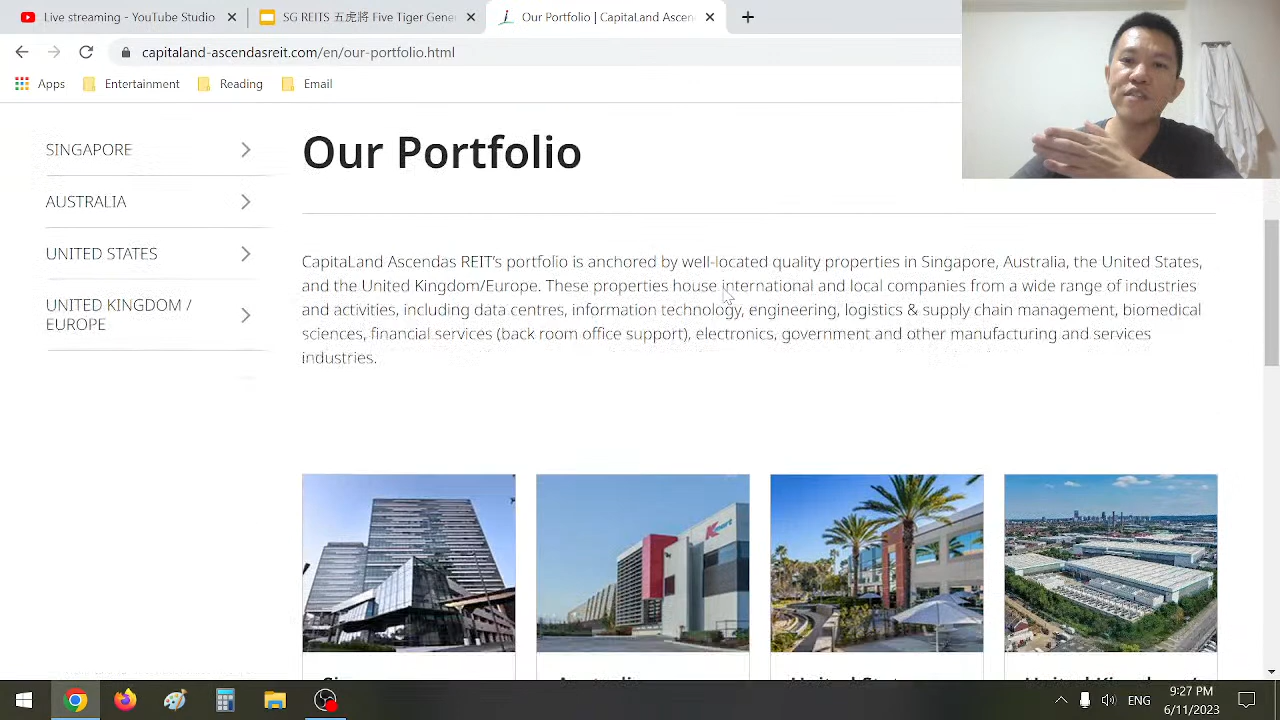 Live streaming - YouTube Studio
SG REITS 五虎將 Five Tiger Gen
Our Portfolio | CapitaLand Ascen
capitaland-ascendasreit.com/en/our-portfolio.html
Apps
Entertainment
Reading
Email
SINGAPORE
AUSTRALIA
UNITED STATES
UNITED KINGDOM /
EUROPE
Our Portfolio
CapitaLand Ascendas REIT's portfolio is anchored by well-located quality properties in Singapore, Australia, the United States,
and the United Kingdom/Europe. These properties house international and local companies from a wide range of industries
and activities, including data centres, information technology, engineering, logistics & supply chain management, biomedical
sciences, financial services (back room office support), electronics, government and other manufacturing and services
industries.
Kmart
ENG
9:27 PM
6/11/2023